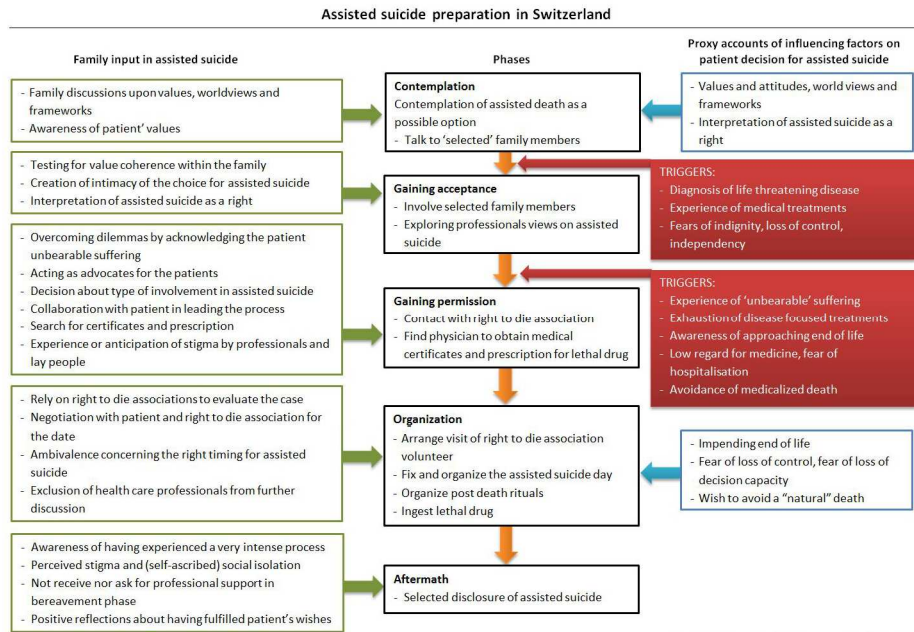 Assisted suicide preparation in Switzerland
Family input in assisted suicide
- Family discussions upon values, worldviews and
frameworks
- Awareness of patient' values
- Testing for value coherence within the family
- Creation of intimacy of the choice for assisted suicide
- Interpretation of assisted suicide as a right
- Overcoming dilemmas by acknowledging the patient
unbearable suffering
- Acting as advocates for the patients
- Decision about type of involvement in assisted suicide
- Collaboration with patient in leading the process
- Search for certificates and prescription
- Experience or anticipation of stigma by professionals and
lay people
- Rely on right to die associations to evaluate the case
- Negotiation with patient and right to die association for
the date
- Ambivalence concerning the right timing for assisted
suicide
- Exclusion of health care professionals from further
discussion
- Awareness of having experienced a very intense process
- Perceived stigma and (self-ascribed) social isolation
- Not receive nor ask for professional support in
bereavement phase
- Positive reflections about having fulfilled patient's wishes
Phases
Contemplation
Contemplation of assisted death as a
possible option
- Talk to 'selected' family members
Gaining acceptance
- Involve selected family members
- Exploring professionals views on assisted
suicide
Gaining permission
- Contact with right to die association
- Find physician to obtain medical
certificates and prescription for lethal drug
Organization
- Arrange visit of right to die association
volunteer
- Fix and organize the assisted suicide day
- Organize post death rituals
- Ingest lethal drug
Aftermath
- Selected disclosure of assisted suicide
Proxy accounts of influencing factors on
patient decision for assisted suicide
- Values and attitudes, world views and
frameworks
- Interpretation of assisted suicide as a
right
TRIGGERS:
- Diagnosis of life threatening disease
- Experience of medical treatments
- Fears of indignity, loss of control,
independency
TRIGGERS:
- Experience of 'unbearable' suffering
- Exhaustion of disease focused treatments
- Awareness of approaching end of life
- Low regard for medicine, fear of
hospitalisation
- Avoidance of medicalized death
- Impending end of life
- Fear of loss of control, fear of loss of
decision capacity
- Wish to avoid a "natural" death